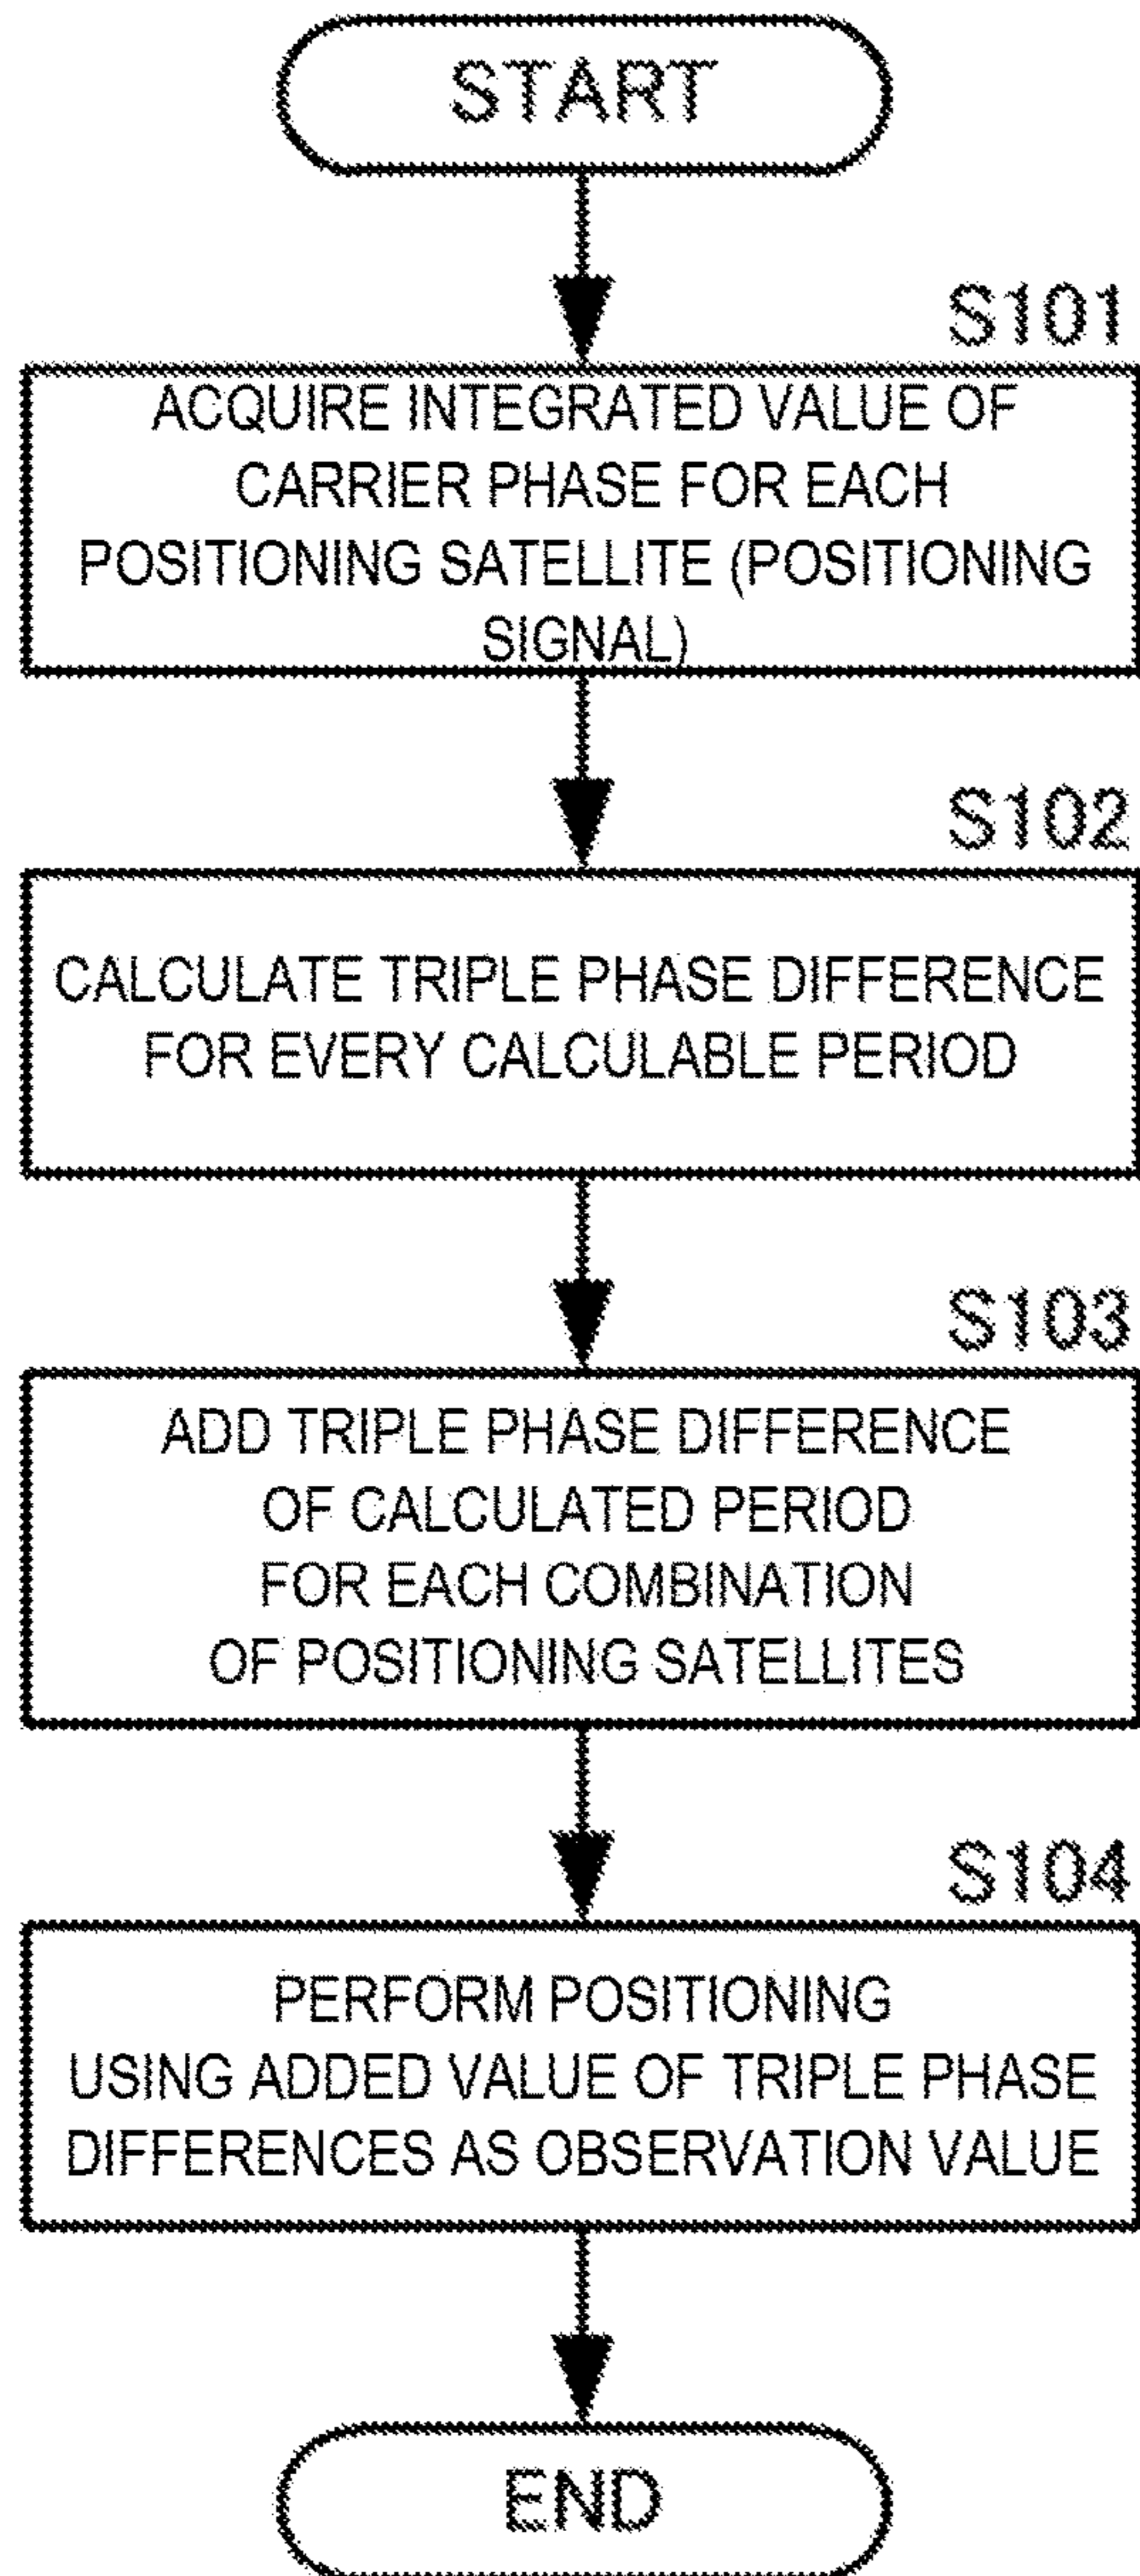 START
S101
ACQUIRE INTEGRATED VALUE OF
CARRIER PHASE FOR EACH
POSITIONING SATELLITE (POSITIONING
SIGNAL)
S102
CALCULATE TRIPLE PHASE DIFFERENCE
FOR EVERY CALCULABLE PERIOD
S103
ADD TRIPLE PHASE DIFFERENCE
OF CALCULATED PERIOD
FOR EACH COMBINATION
OF POSITIONING SATELLITES
S104
PERFORM POSITIONING
USING ADDED VALUE OF TRIPLE PHASE
DIFFERENCES AS OBSERVATION VALUE
END